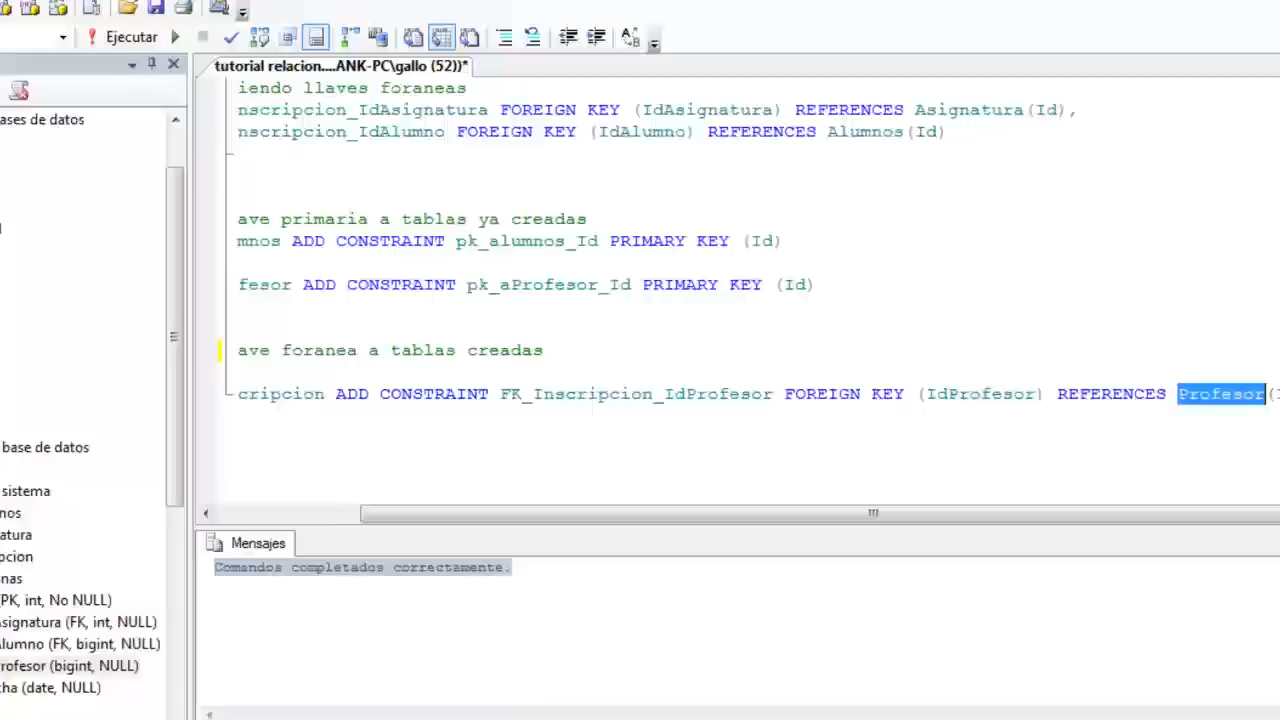 Ejecutar
tutorial relacion....ANK-PC\gallo (52))*
ases de datos
base de datos
sistema
nos
atura
pcion
nas
(PK, int, No NULL)
signatura (FK, int, NULL)
lumno (FK, bigint, NULL)
rofesor (bigint, NULL)
cha (date, NULL)
iendo llaves foraneas
nscripcion_IdAsignatura FOREIGN KEY (IdAsignatura) REFERENCES Asignatura(Id),
nscripcion_IdAlumno FOREIGN KEY (IdAlumno) REFERENCES Alumnos(Id)
ave primaria a tablas ya creadas
mnos ADD CONSTRAINT pk_alumnos_Id PRIMARY KEY (Id)
fesor ADD CONSTRAINT pk_aProfesor_Id PRIMARY KEY (Id)
ave foranea a tablas creadas
cripcion ADD CONSTRAINT FK_Inscripcion_IdProfesor FOREIGN KEY (IdProfesor) REFERENCES Profesor(
Mensajes
Comandos completados correctamente.